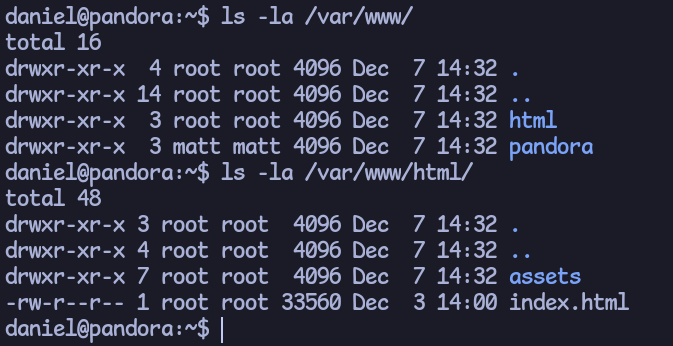 daniel@pandora:~$ ls -la /var/www/
total 16
drwxr-xr-x  4 root root 4096 Dec  7 14:32 .
drwxr-xr-x 14 root root 4096 Dec  7 14:32 ..
drwxr-xr-x  3 root root 4096 Dec  7 14:32 html
drwxr-xr-x  3 matt matt 4096 Dec  7 14:32 pandora
daniel@pandora:~$ ls -la /var/www/html/
total 48
drwxr-xr-x 3 root root  4096 Dec  7 14:32 .
drwxr-xr-x 4 root root  4096 Dec  7 14:32 ..
drwxr-xr-x 7 root root  4096 Dec  7 14:32 assets
-rw-r--r-- 1 root root 33560 Dec  3 14:00 index.html
daniel@pandora:~$